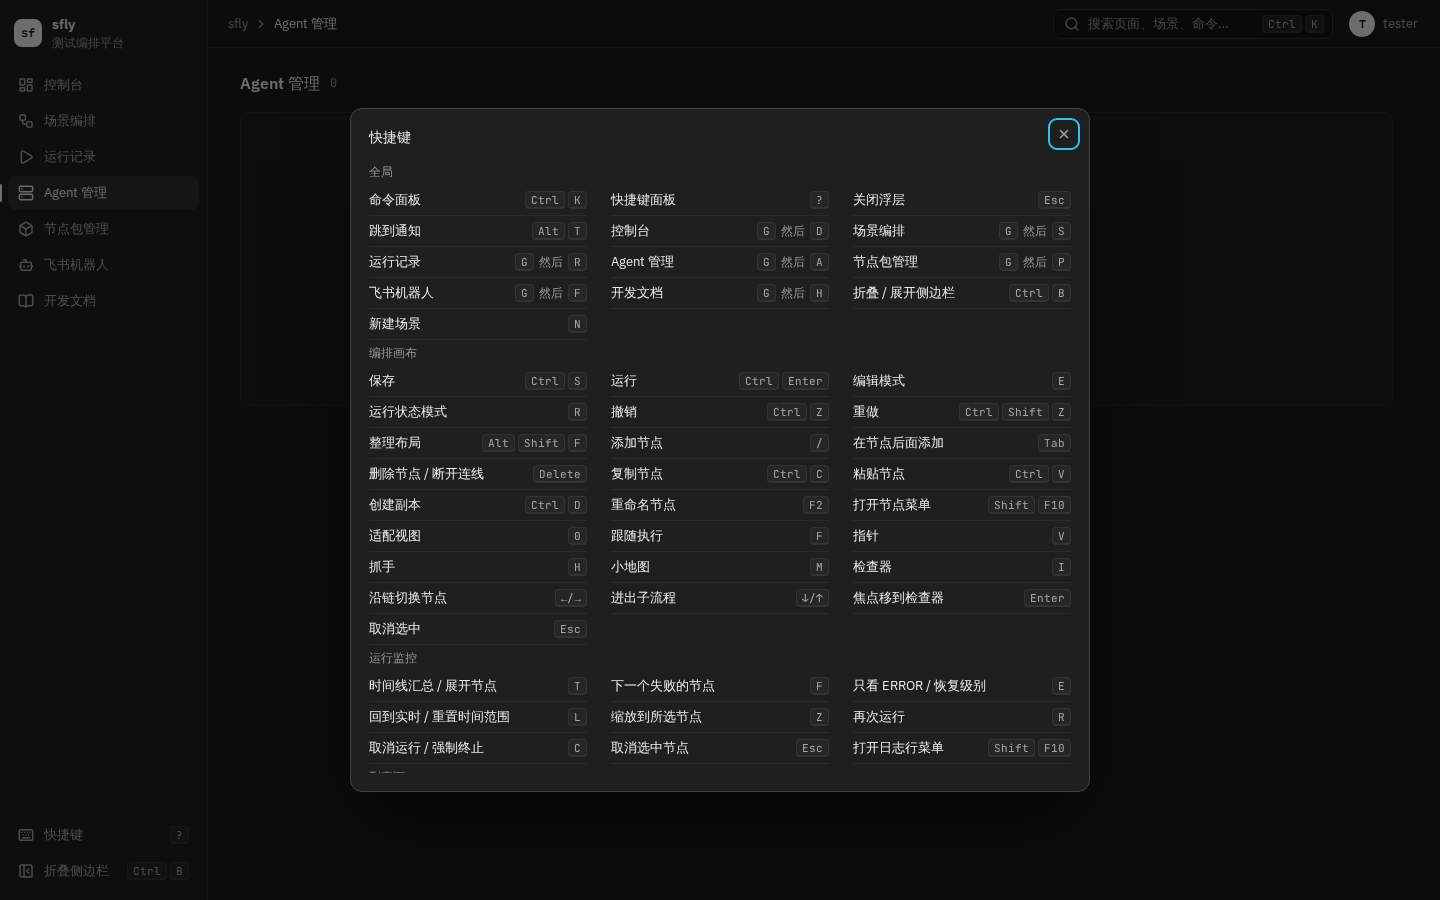 sf
sfly
测试编排平台
控制台
场景编排
运行记录
Agent 管理
节点包管理
飞书机器人
开发文档
快捷键 ?
折叠侧边栏 Ctrl B
sfly > Agent 管理
搜索页面、场景、命令... Ctrl K
T tester
Agent 管理 0
快捷键
全局
命令面板 Ctrl K 快捷键面板 ? 关闭浮层 Esc
跳到通知 Alt T 控制台 G 然后 D 场景编排 G 然后 S
运行记录 G 然后 R Agent 管理 G 然后 A 节点包管理 G 然后 P
飞书机器人 G 然后 F 开发文档 G 然后 H 折叠 / 展开侧边栏 Ctrl B
新建场景 N
编排画布
保存 Ctrl S 运行 Ctrl Enter 编辑模式 E
运行状态模式 R 撤销 Ctrl Z 重做 Ctrl Shift Z
整理布局 Alt Shift F 添加节点 / 在节点后面添加 Tab
删除节点 / 断开连线 Delete 复制节点 Ctrl C 粘贴节点 Ctrl V
创建副本 Ctrl D 重命名节点 F2 打开节点菜单 Shift F10
适配视图 0 跟随执行 F 指针 V
抓手 H 小地图 M 检查器 I
沿链切换节点 ←/→ 进出子流程 ↓/↑ 焦点移到检查器 Enter
取消选中 Esc
运行监控
时间线汇总 / 展开节点 T 下一个失败的节点 F 只看 ERROR / 恢复级别 E
回到实时 / 重置时间范围 L 缩放到所选节点 Z 再次运行 R
取消运行 / 强制终止 C 取消选中节点 Esc 打开日志行菜单 Shift F10